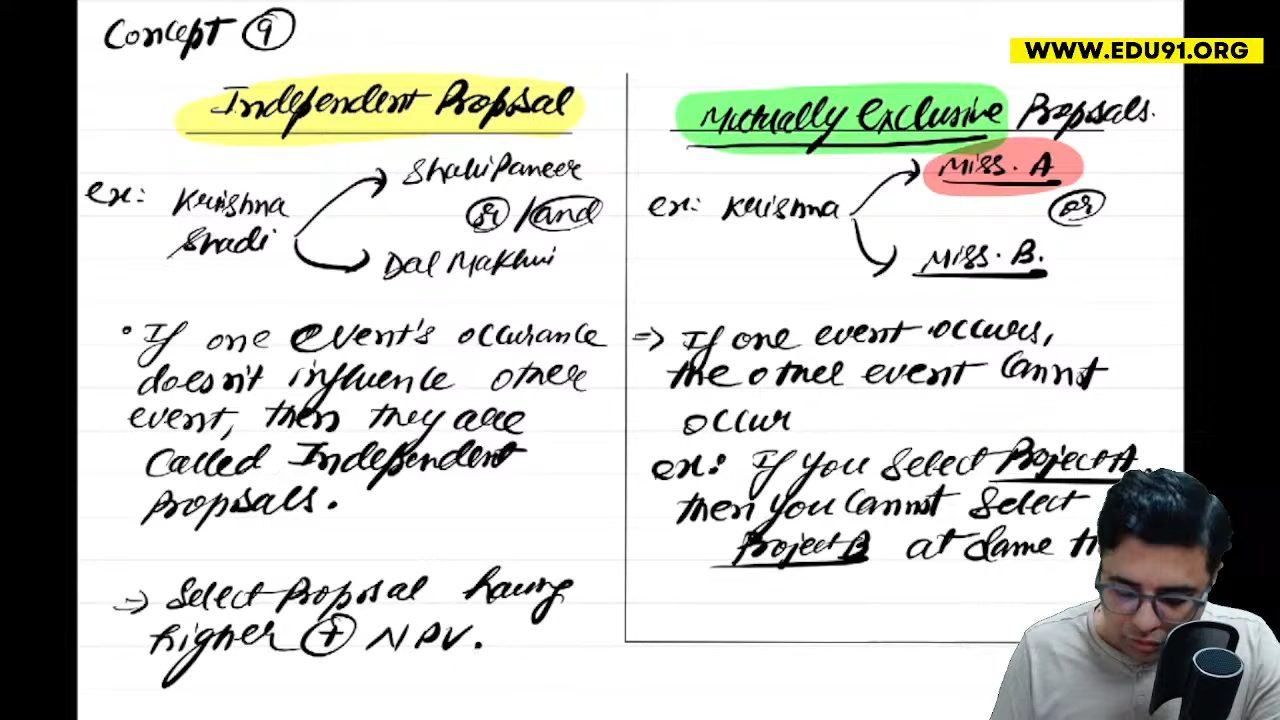 Concept 9
WWW.EDU91.ORG
Independent Proposal
ex: Krishna Shadi
Shahi Paneer
or / and
Dal Makhni
• If one event's occurance
doesn't influence other
event, then they are
Called Independent
Proposals.
⇒ Select Proposal having
higher + NPV.
Mutually Exclusive Proposals.
ex: Krishna
Miss. A
or
Miss. B.
⇒ If one event occurs,
the other event cannot
occur
ex: If you select Project A,
then you cannot select
Project B at same